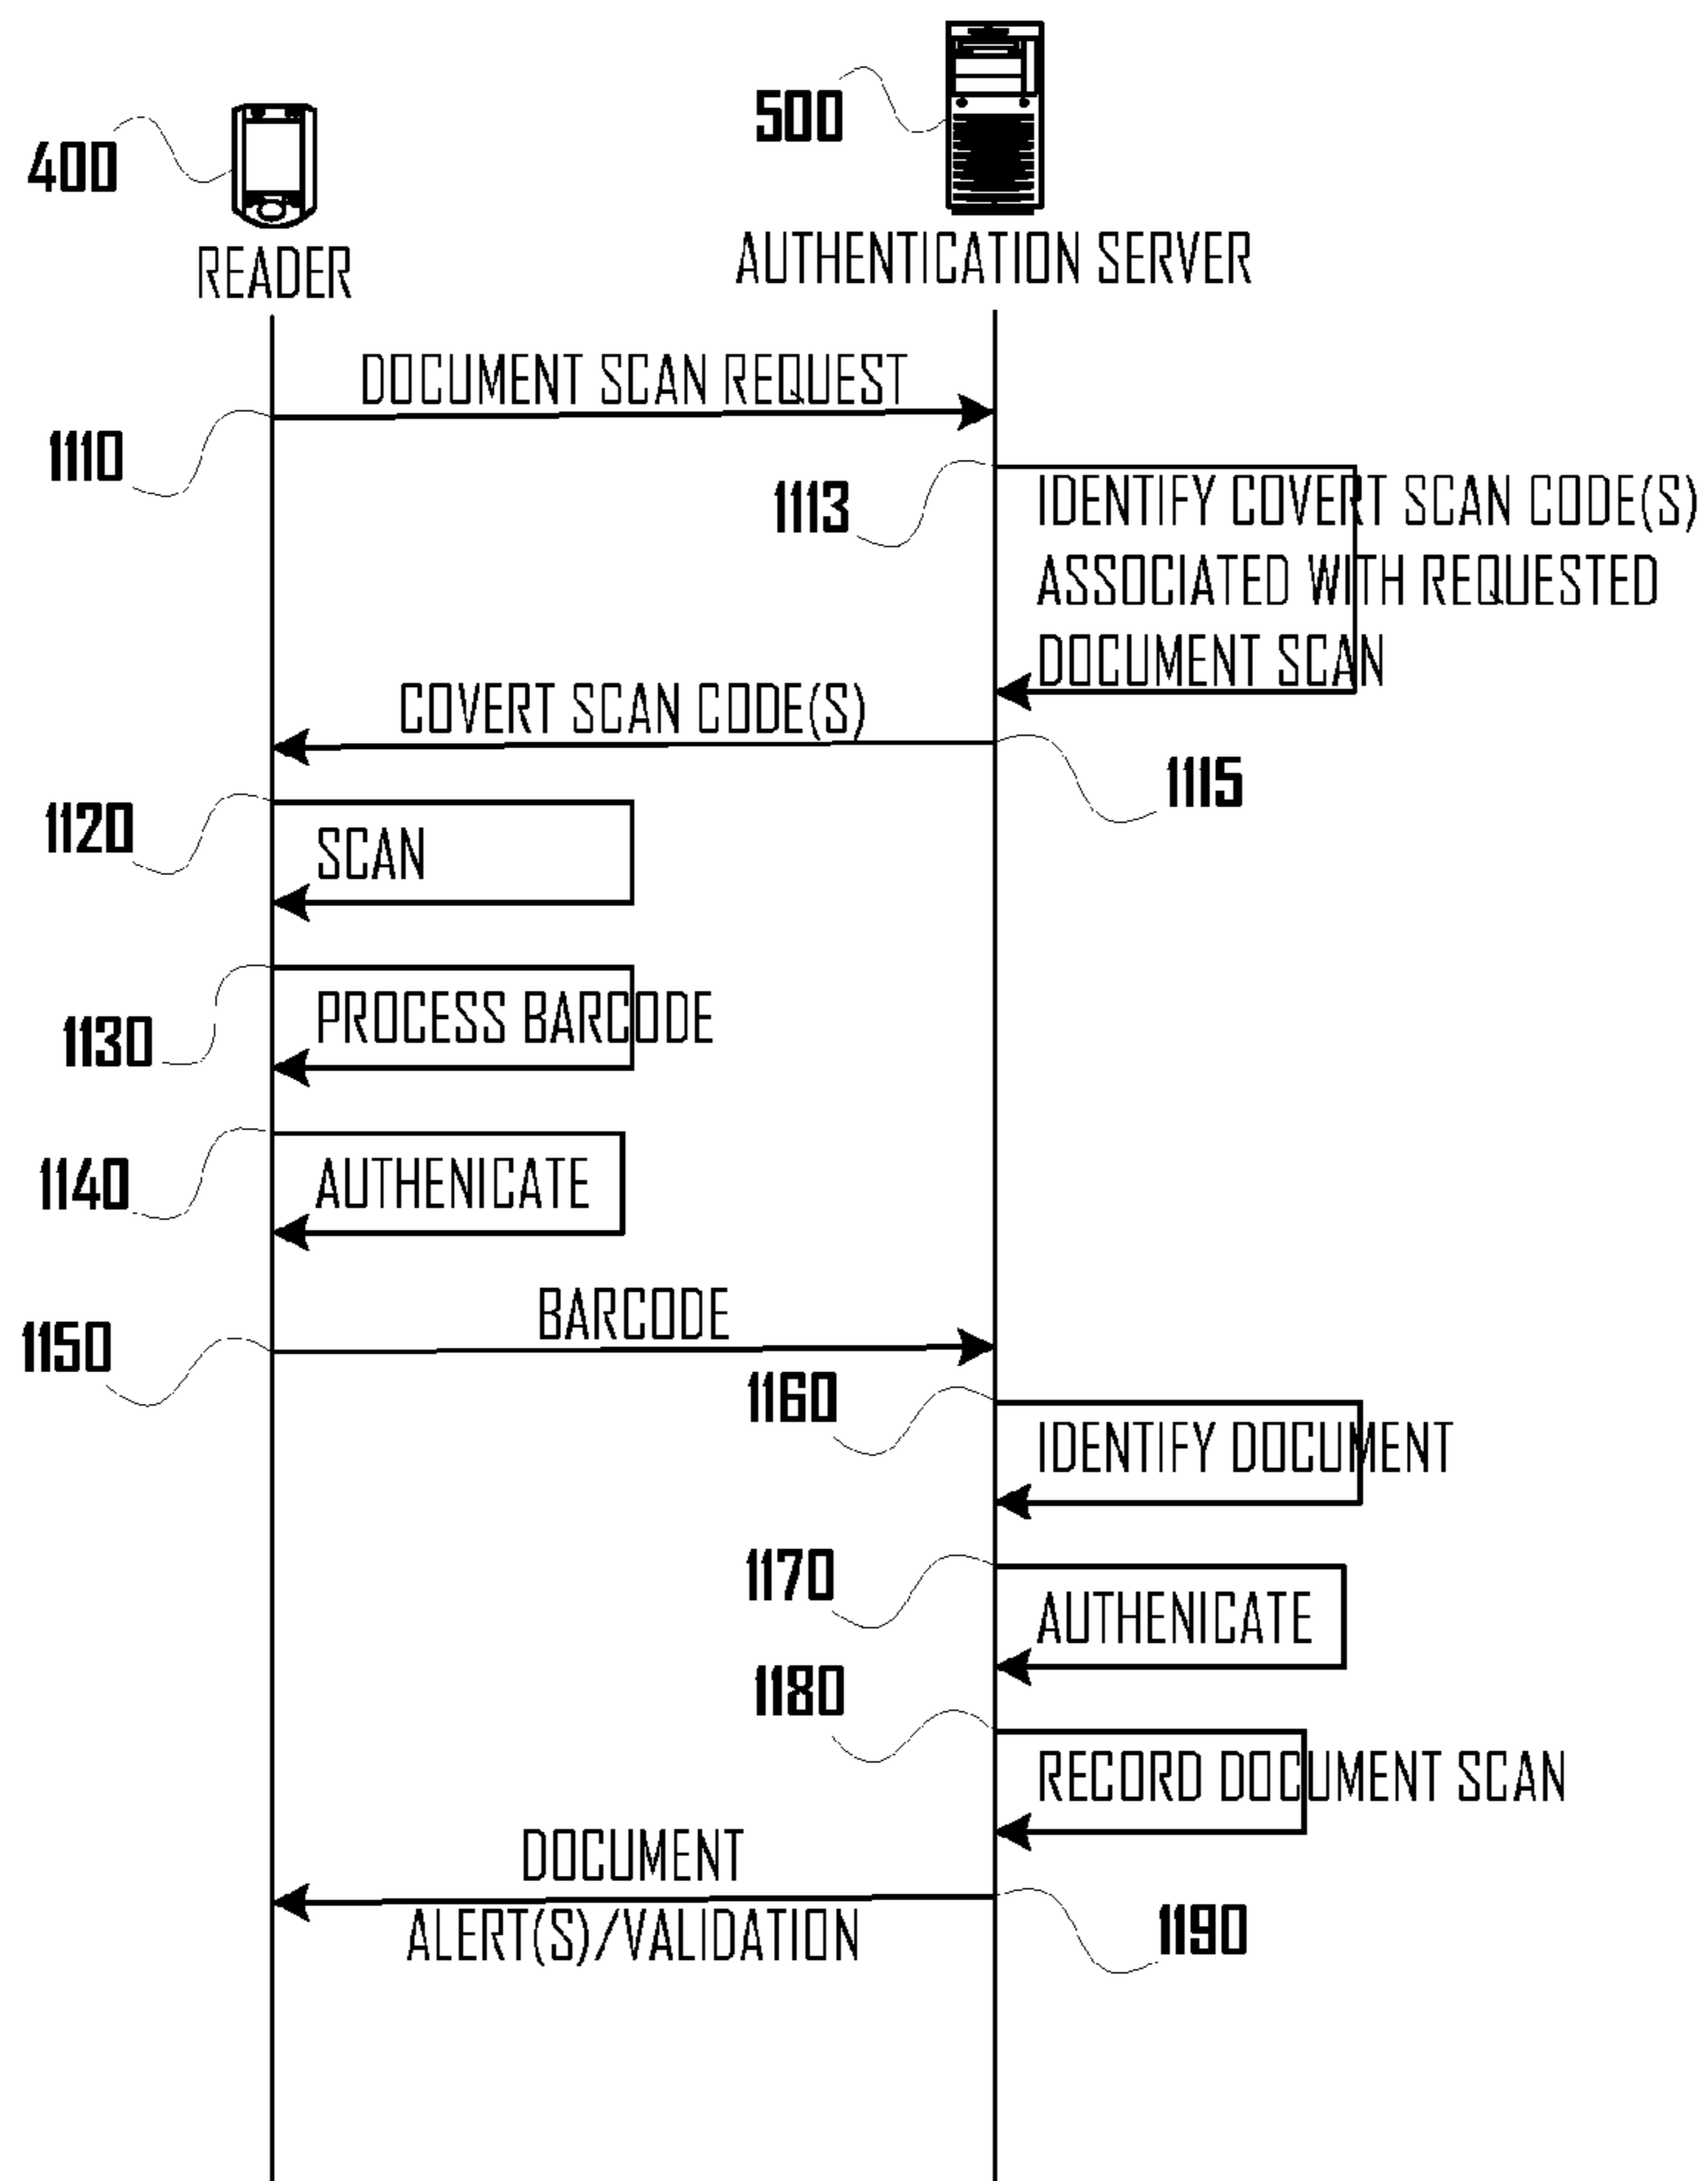 500
400
READER
AUTHENTICATION SERVER
DOCUMENT SCAN REQUEST
1110
1113
IDENTIFY COVERT SCAN CODE(S)
ASSOCIATED WITH REQUESTED
DOCUMENT SCAN
COVERT SCAN CODE(S)
1115
1120
SCAN
1130
PROCESS BARCODE
1140
AUTHENICATE
BARCODE
1150
1160
IDENTIFY DOCUMENT
1170
AUTHENICATE
1180
RECORD DOCUMENT SCAN
DOCUMENT
ALERT(S)/VALIDATION
1190